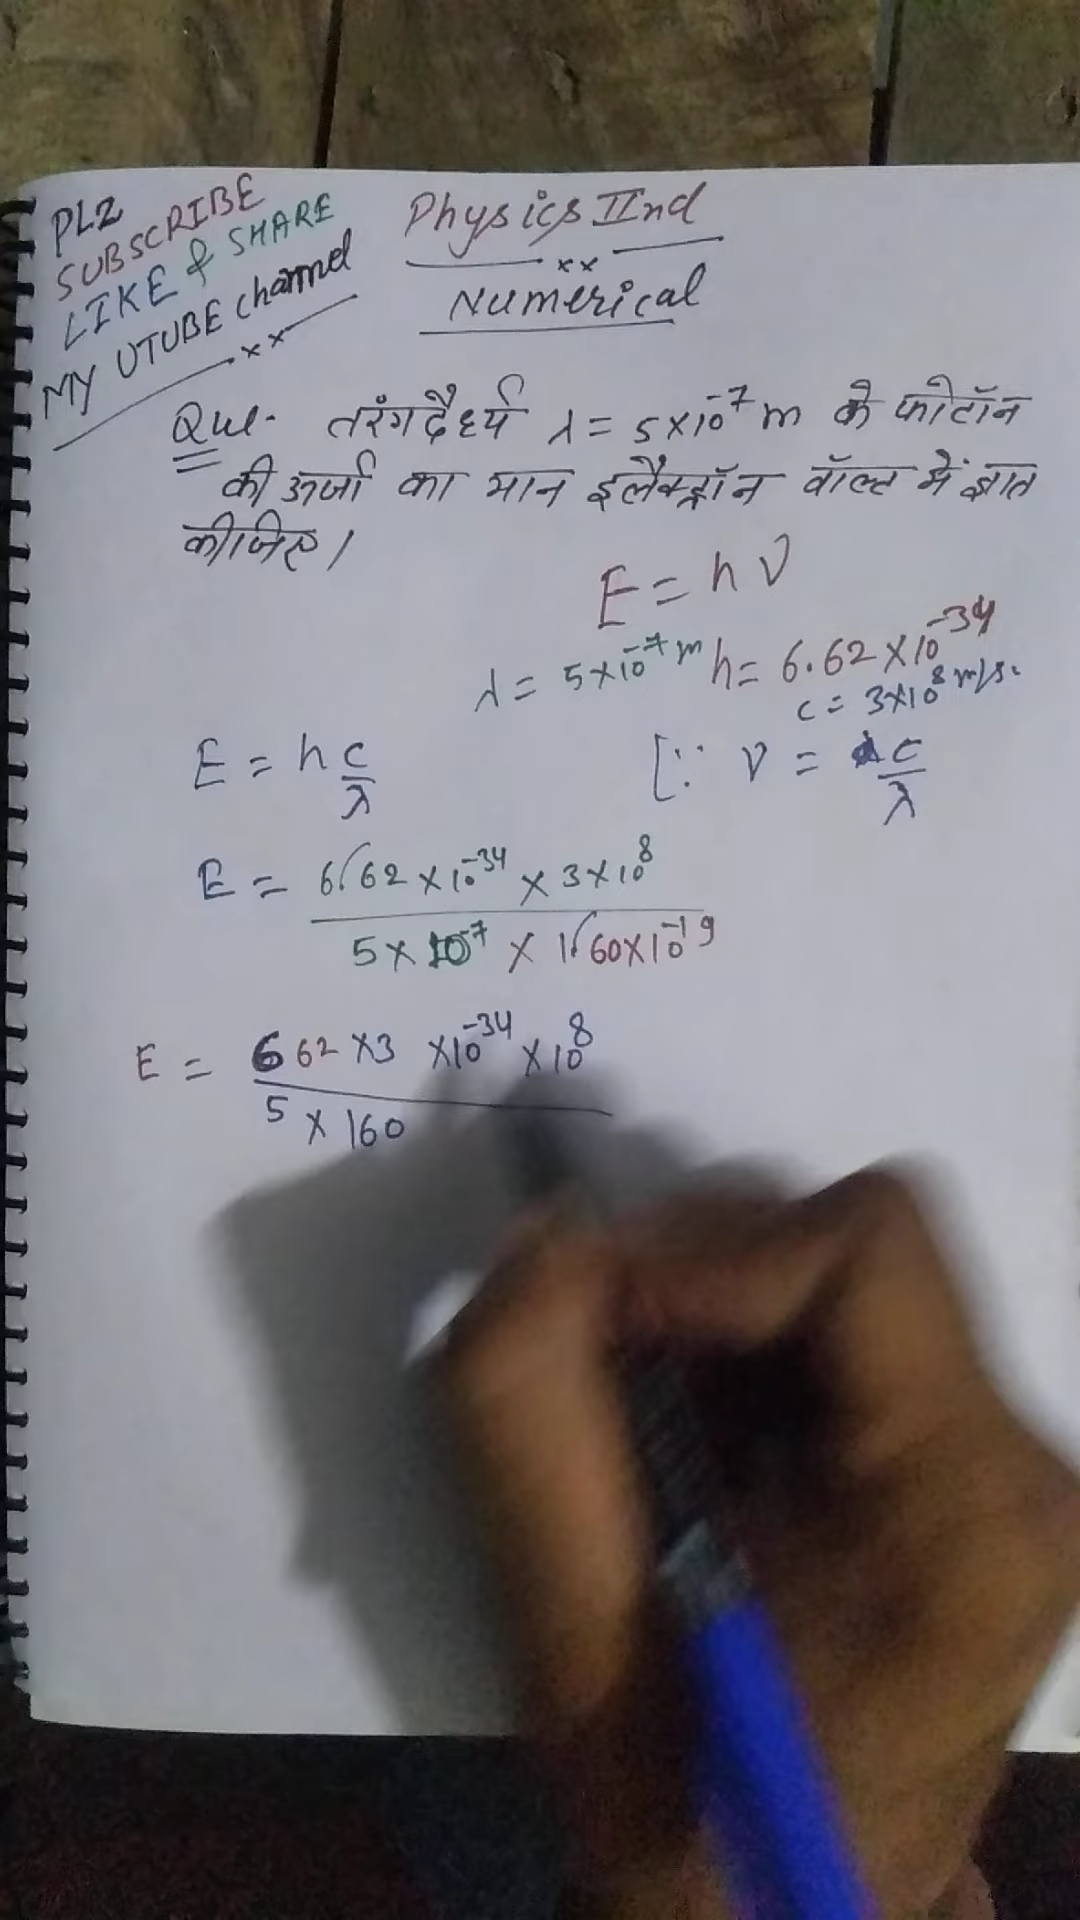 PLZ
SUBSCRIBE
LIKE & SHARE
MY UTUBE channel
Physics IInd
Numerical
Que. तरंगदैर्ध्य λ = 5×10⁻⁷ m के फोटॉन
की ऊर्जा का मान इलैक्ट्रॉन वॉल्ट में ज्ञात
कीजिए।
E = hν
λ = 5×10⁻⁷ m h = 6.62×10⁻³⁴
c = 3×10⁸ m/s.
E = h c/λ [∵ ν = c/λ
E = 6.62×10⁻³⁴ × 3×10⁸
5×10⁻⁷ × 1.60×10⁻¹⁹
E = 662×3 ×10⁻³⁴ ×10⁸
5 × 160